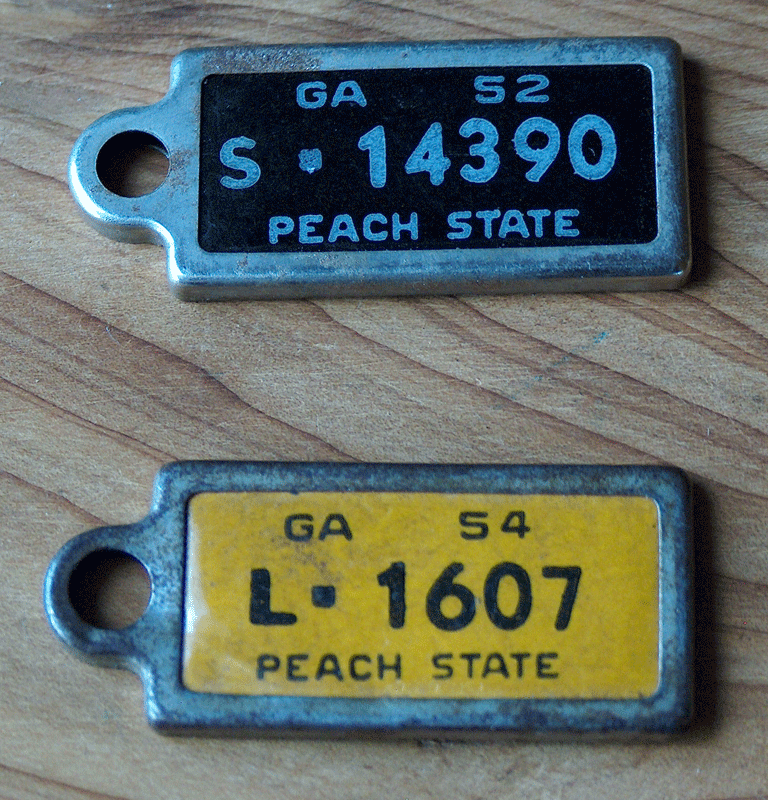 GA 52
S · 14390
PEACH STATE
GA 54
L · 1607
PEACH STATE